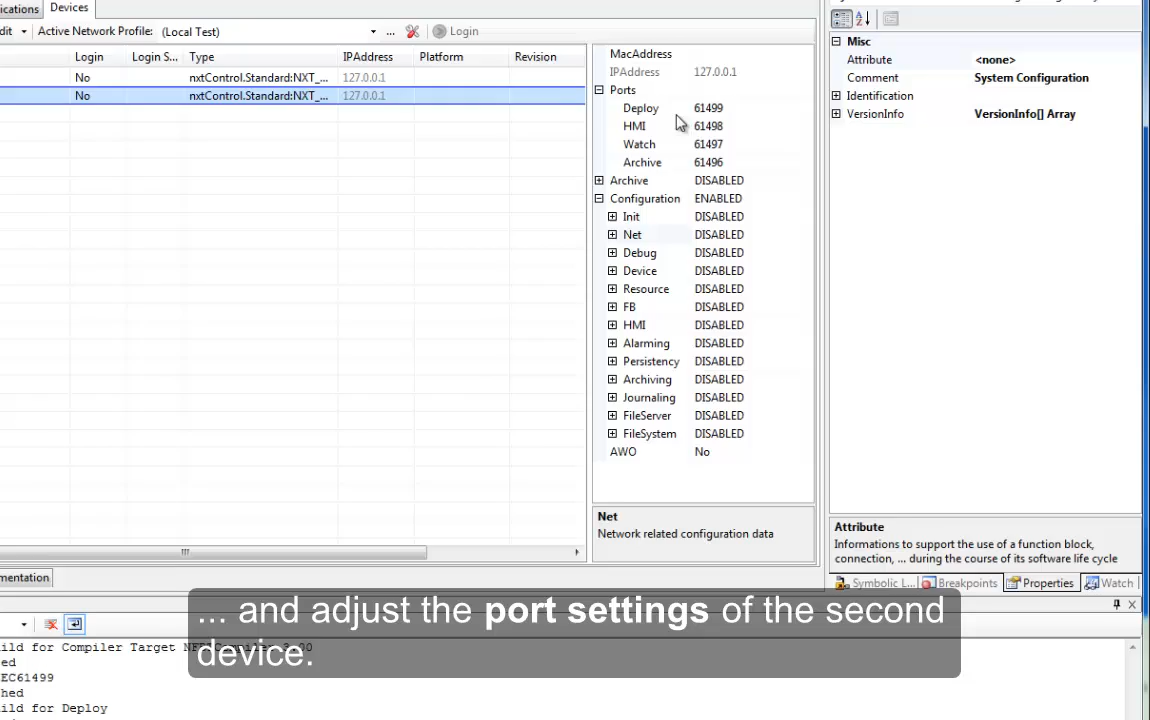 ications Devices
dit Active Network Profile: (Local Test) ... Login
Login Login S... Type IPAddress Platform Revision
No nxtControl.Standard:NXT_... 127.0.0.1
No nxtControl.Standard:NXT_... 127.0.0.1
mentation
MacAddress
IPAddress 127.0.0.1
Ports
Deploy 61499
HMI 61498
Watch 61497
Archive 61496
Archive DISABLED
Configuration ENABLED
Init DISABLED
Net DISABLED
Debug DISABLED
Device DISABLED
Resource DISABLED
FB DISABLED
HMI DISABLED
Alarming DISABLED
Persistency DISABLED
Archiving DISABLED
Journaling DISABLED
FileServer DISABLED
FileSystem DISABLED
AWO No
Net
Network related configuration data
Misc
Attribute <none>
Comment System Configuration
Identification
VersionInfo VersionInfo[] Array
Attribute
Informations to support the use of a function block,
connection, ... during the course of its software life cycle
Symbolic L... Breakpoints Properties Watch
... and adjust the port settings of the second
device.
ild for Compiler Target
ed
EC61499
hed
ild for Deploy